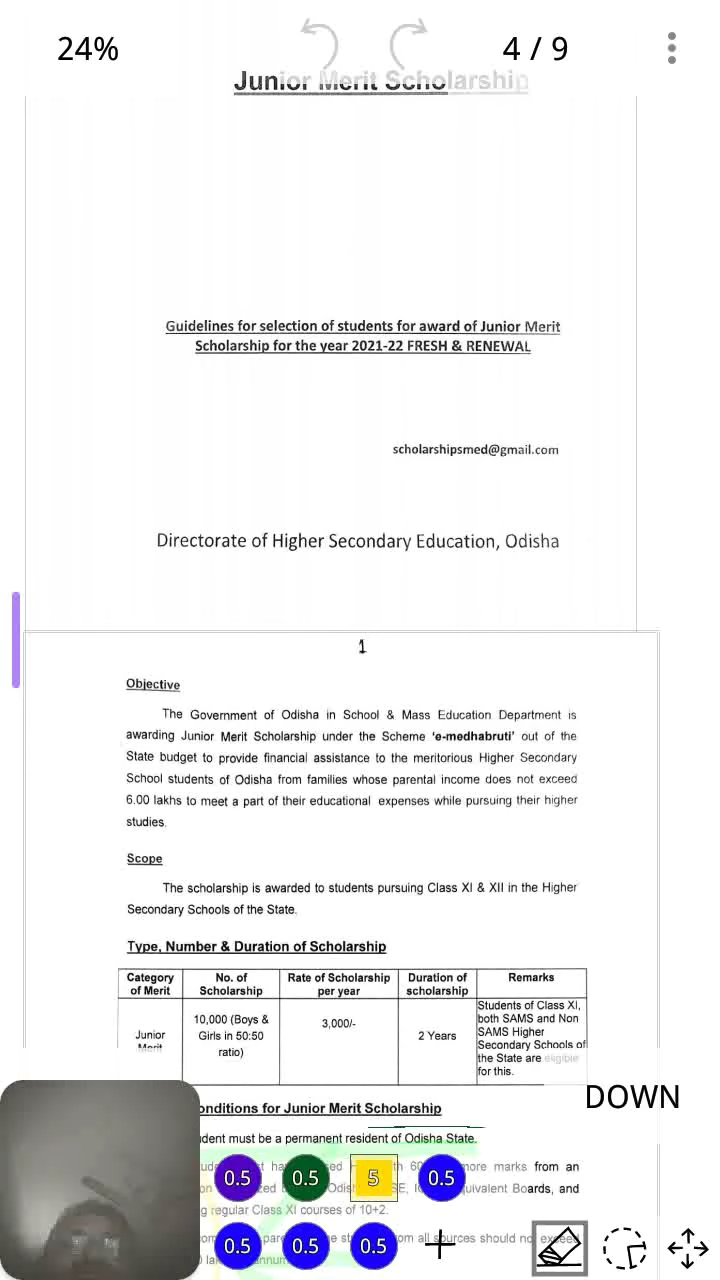 24%
4 / 9
Junior Merit Scholarship
Guidelines for selection of students for award of Junior Merit
Scholarship for the year 2021-22 FRESH & RENEWAL
scholarshipsmed@gmail.com
Directorate of Higher Secondary Education, Odisha
1
Objective
The Government of Odisha in School & Mass Education Department is
awarding Junior Merit Scholarship under the Scheme 'e-medhabruti' out of the
State budget to provide financial assistance to the meritorious Higher Secondary
School students of Odisha from families whose parental income does not exceed
6.00 lakhs to meet a part of their educational expenses while pursuing their higher
studies.
Scope
The scholarship is awarded to students pursuing Class XI & XII in the Higher
Secondary Schools of the State.
Type, Number & Duration of Scholarship
Category
of Merit
No. of
Scholarship
Rate of Scholarship
per year
Duration of
scholarship
Remarks
Junior
Merit
10,000 (Boys &
Girls in 50:50
ratio)
3,000/-
2 Years
Students of Class XI,
both SAMS and Non
SAMS Higher
Secondary Schools of
the State are eligible
for this.
DOWN
onditions for Junior Merit Scholarship
udent must be a permanent resident of Odisha State.
more marks from an
Boards, and
g regular Class XI courses of 10+2.
om all sources should not exceed
0.5
0.5
5
0.5
0.5
0.5
0.5
+